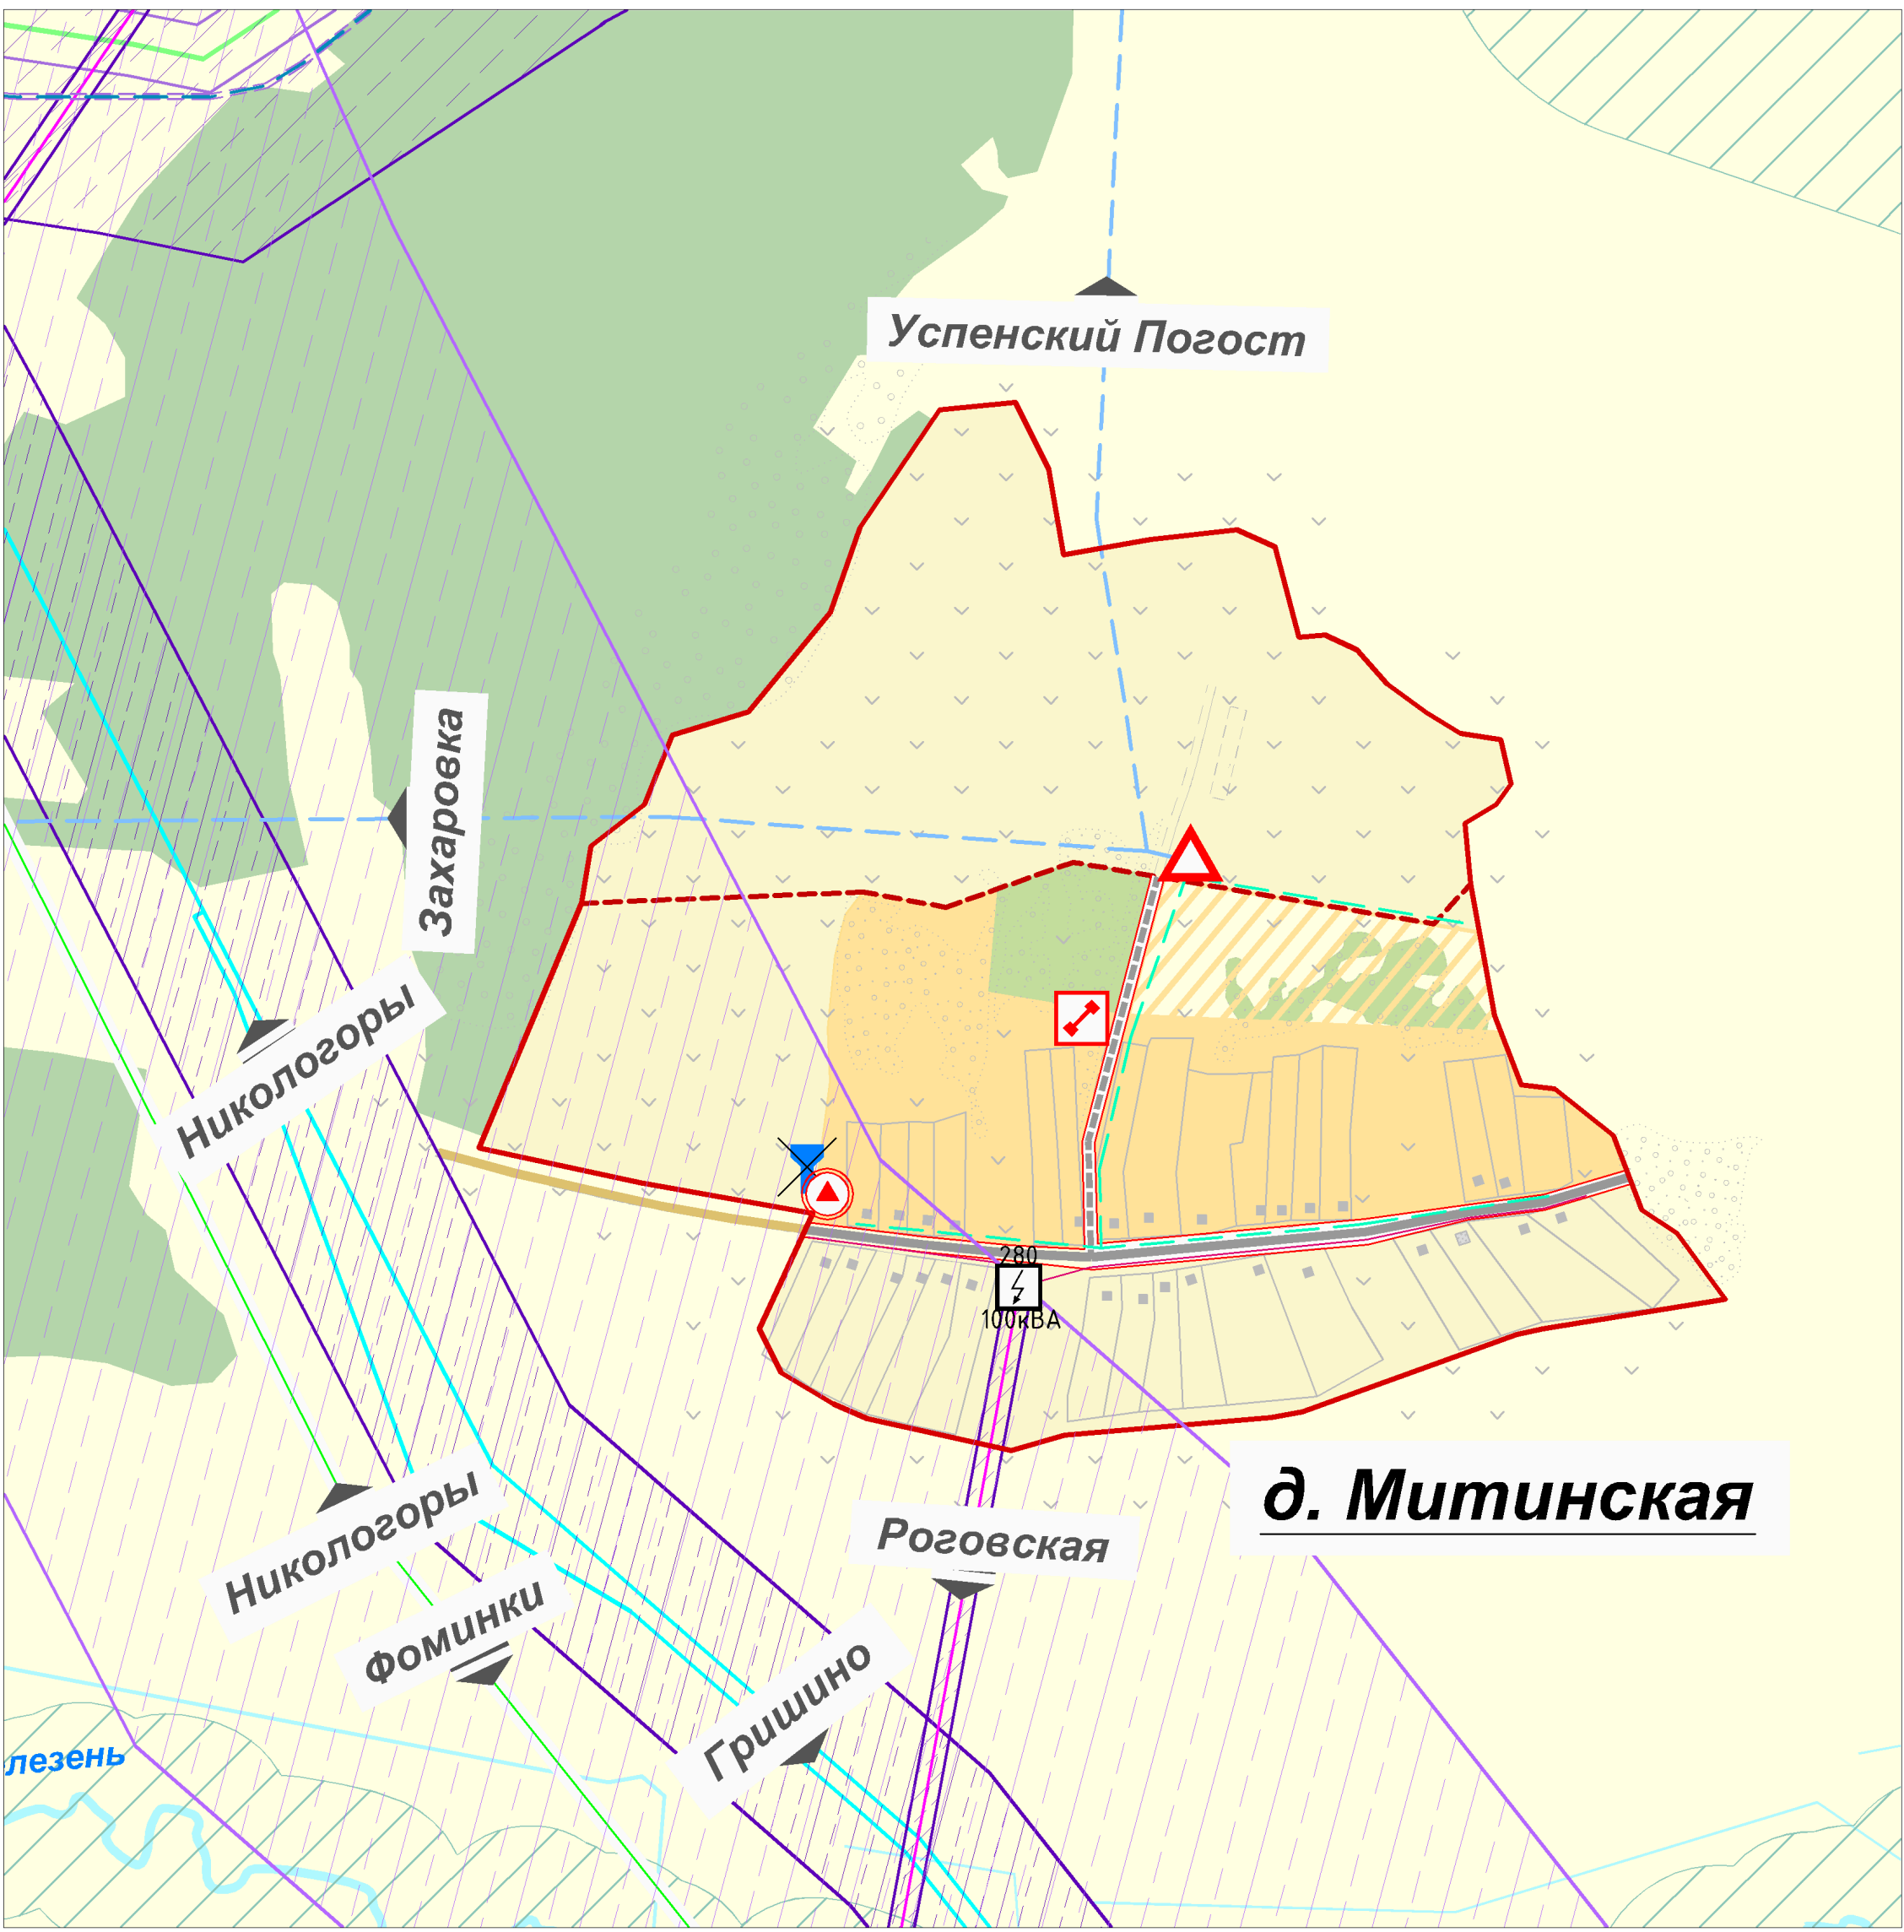 Успенский Погост
Захаровка
Никологоры
280
100кВА
Никологоры
д. Митинская
Роговская
Фоминки
Гришино
лезень